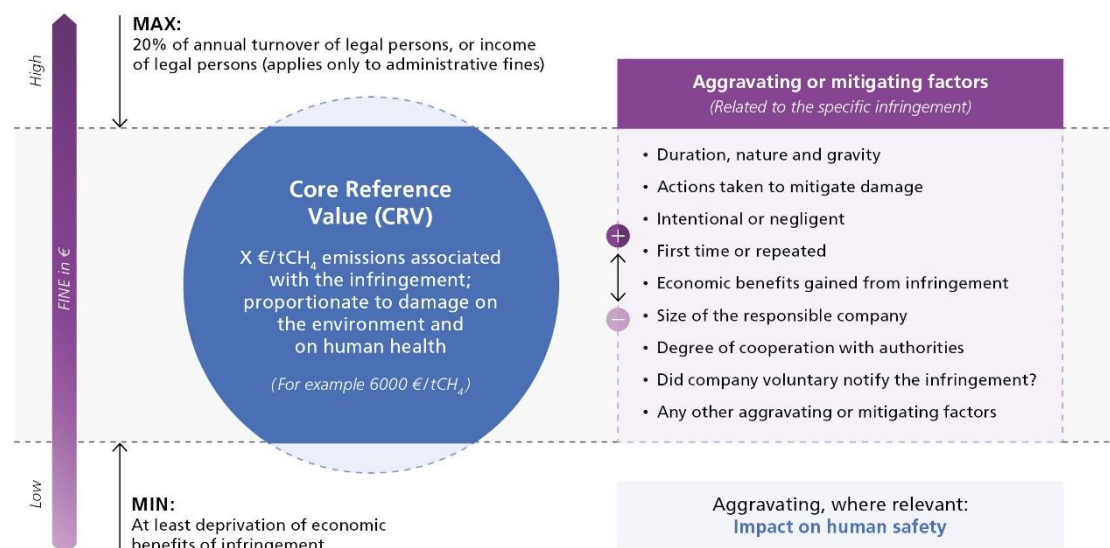 High
FINE in €
Low
MAX:
20% of annual turnover of legal persons, or income
of legal persons (applies only to administrative fines)
Core Reference
Value (CRV)
X €/tCH₄ emissions associated
with the infringement;
proportionate to damage on
the environment and
on human health
(For example 6000 €/tCH₄)
MIN:
At least deprivation of economic
benefits of infringement
Aggravating or mitigating factors
(Related to the specific infringement)
+
−
• Duration, nature and gravity
• Actions taken to mitigate damage
• Intentional or negligent
• First time or repeated
• Economic benefits gained from infringement
• Size of the responsible company
• Degree of cooperation with authorities
• Did company voluntary notify the infringement?
• Any other aggravating or mitigating factors
Aggravating, where relevant:
Impact on human safety